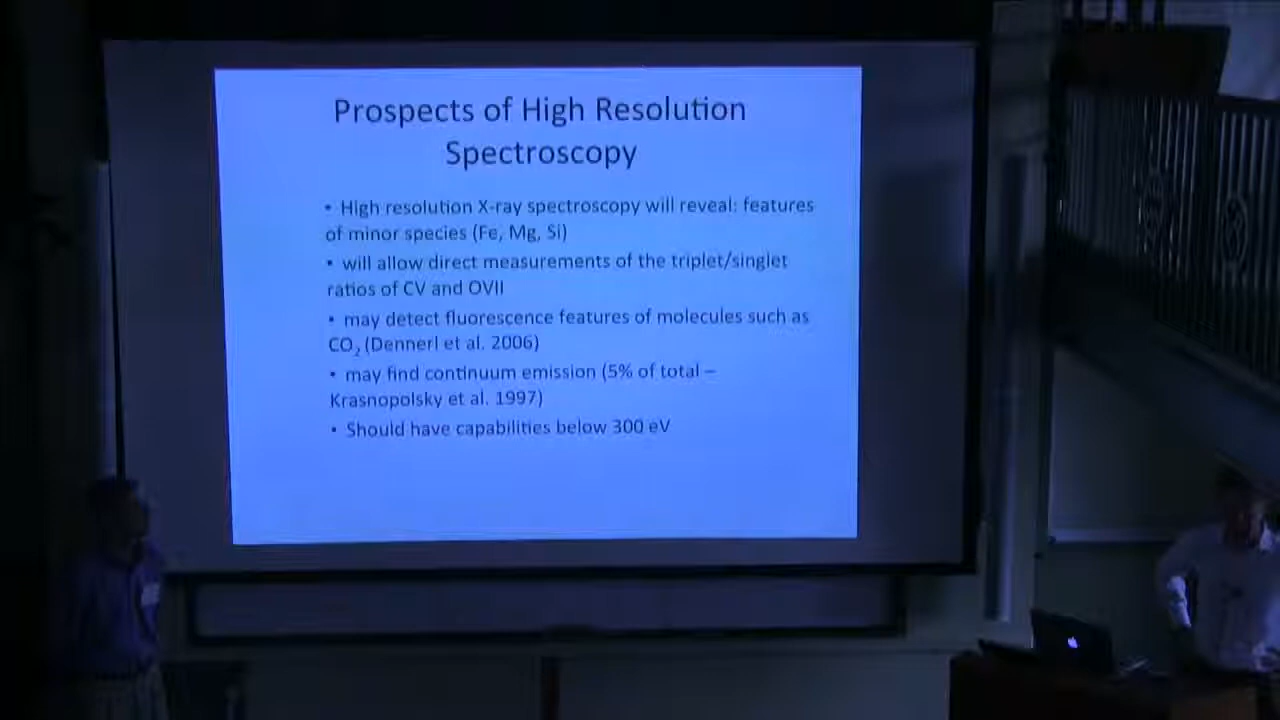 Prospects of High Resolution
Spectroscopy
• High resolution X-ray spectroscopy will reveal: features
of minor species (Fe, Mg, Si)
• will allow direct measurements of the triplet/singlet
ratios of CV and OVII
• may detect fluorescence features of molecules such as
CO₂ (Dennerl et al. 2006)
• may find continuum emission (5% of total –
Krasnopolsky et al. 1997)
• Should have capabilities below 300 eV